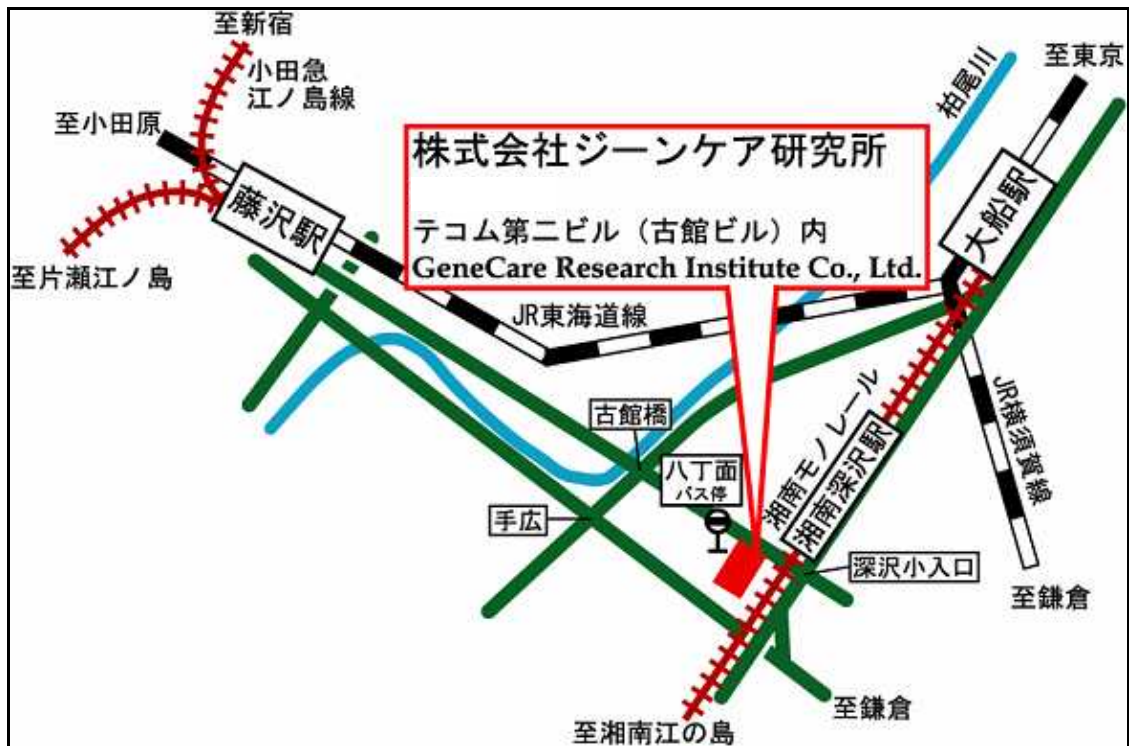 至新宿
小田急
江ノ島線
至小田原
藤沢駅
至片瀬江ノ島
株式会社ジーンケア研究所
テコム第二ビル（古館ビル）内
GeneCare Research Institute Co., Ltd.
柏尾川
至東京
大船駅
JR東海道線
JR横須賀線
古館橋
八丁面
バス停
手広
湘南モノレール
湘南深沢駅
深沢小入口
至鎌倉
至鎌倉
至湘南江の島